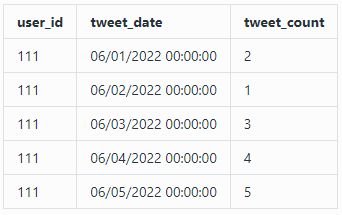 user_id tweet_date tweet_count
111 06/01/2022 00:00:00 2
111 06/02/2022 00:00:00 1
111 06/03/2022 00:00:00 3
111 06/04/2022 00:00:00 4
111 06/05/2022 00:00:00 5